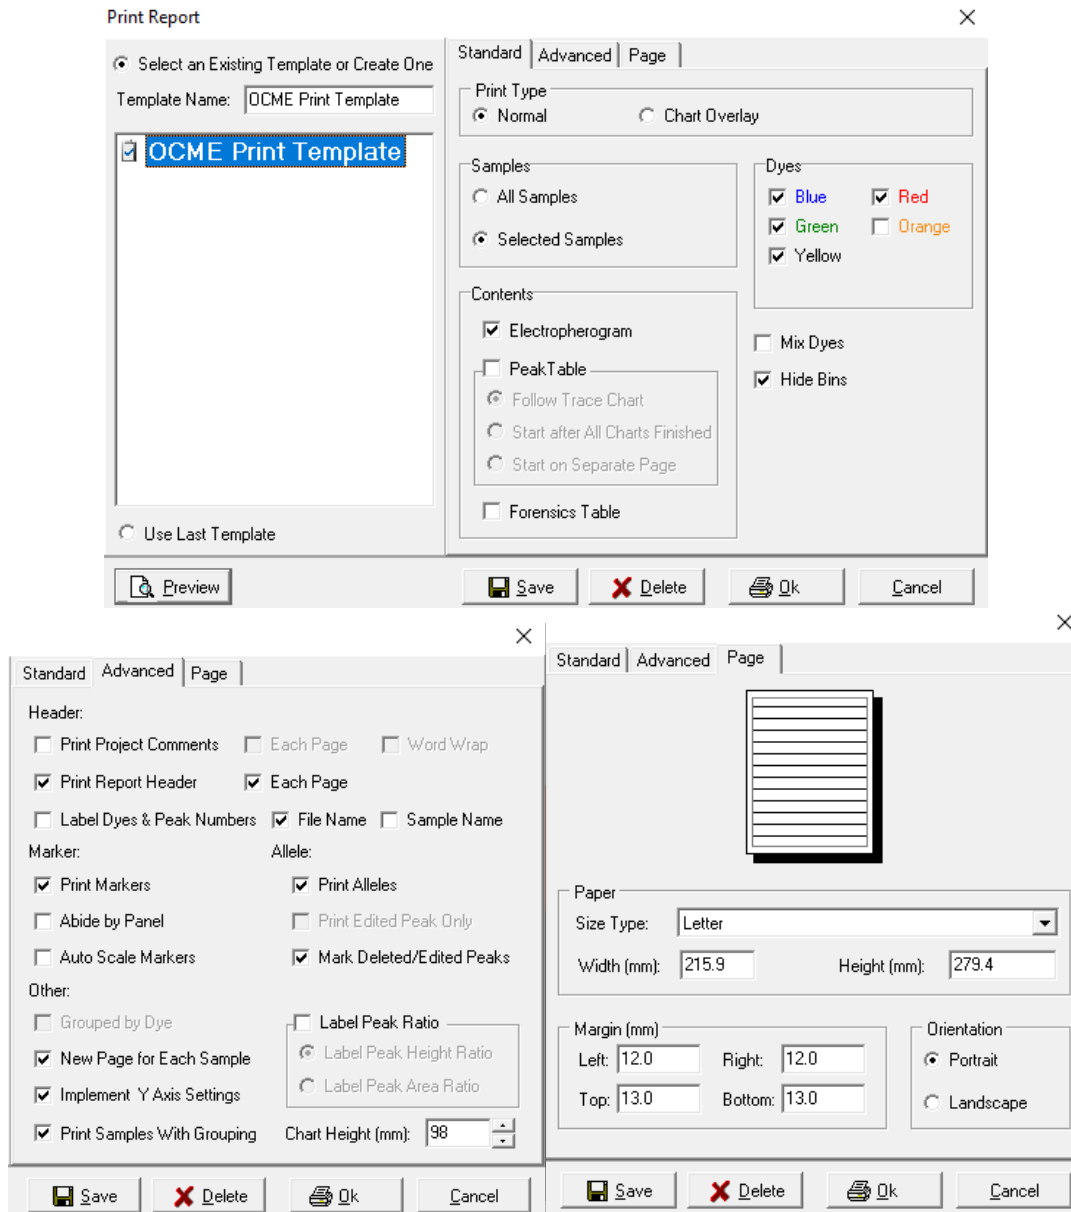 Print Report
Select an Existing Template or Create One
Template Name: OCME Print Template
OCME Print Template
Use Last Template
Preview
Standard Advanced Page
Print Type
Normal Chart Overlay
Samples
All Samples
Selected Samples
Dyes
Blue Red
Green Orange
Yellow
Contents
Electropherogram
PeakTable
Follow Trace Chart
Start after All Charts Finished
Start on Separate Page
Forensics Table
Mix Dyes
Hide Bins
Save Delete Ok Cancel
Standard Advanced Page
Header:
Print Project Comments Each Page Word Wrap
Print Report Header Each Page
Label Dyes & Peak Numbers File Name Sample Name
Marker: Allele:
Print Markers Print Alleles
Abide by Panel Print Edited Peak Only
Auto Scale Markers Mark Deleted/Edited Peaks
Other:
Grouped by Dye Label Peak Ratio
New Page for Each Sample Label Peak Height Ratio
Implement Y Axis Settings Label Peak Area Ratio
Print Samples With Grouping Chart Height (mm): 98
Save Delete Ok Cancel
Standard Advanced Page
Paper
Size Type: Letter
Width (mm): 215.9 Height (mm): 279.4
Margin (mm)
Left: 12.0 Right: 12.0
Top: 13.0 Bottom: 13.0
Orientation
Portrait
Landscape
Save Delete Ok Cancel